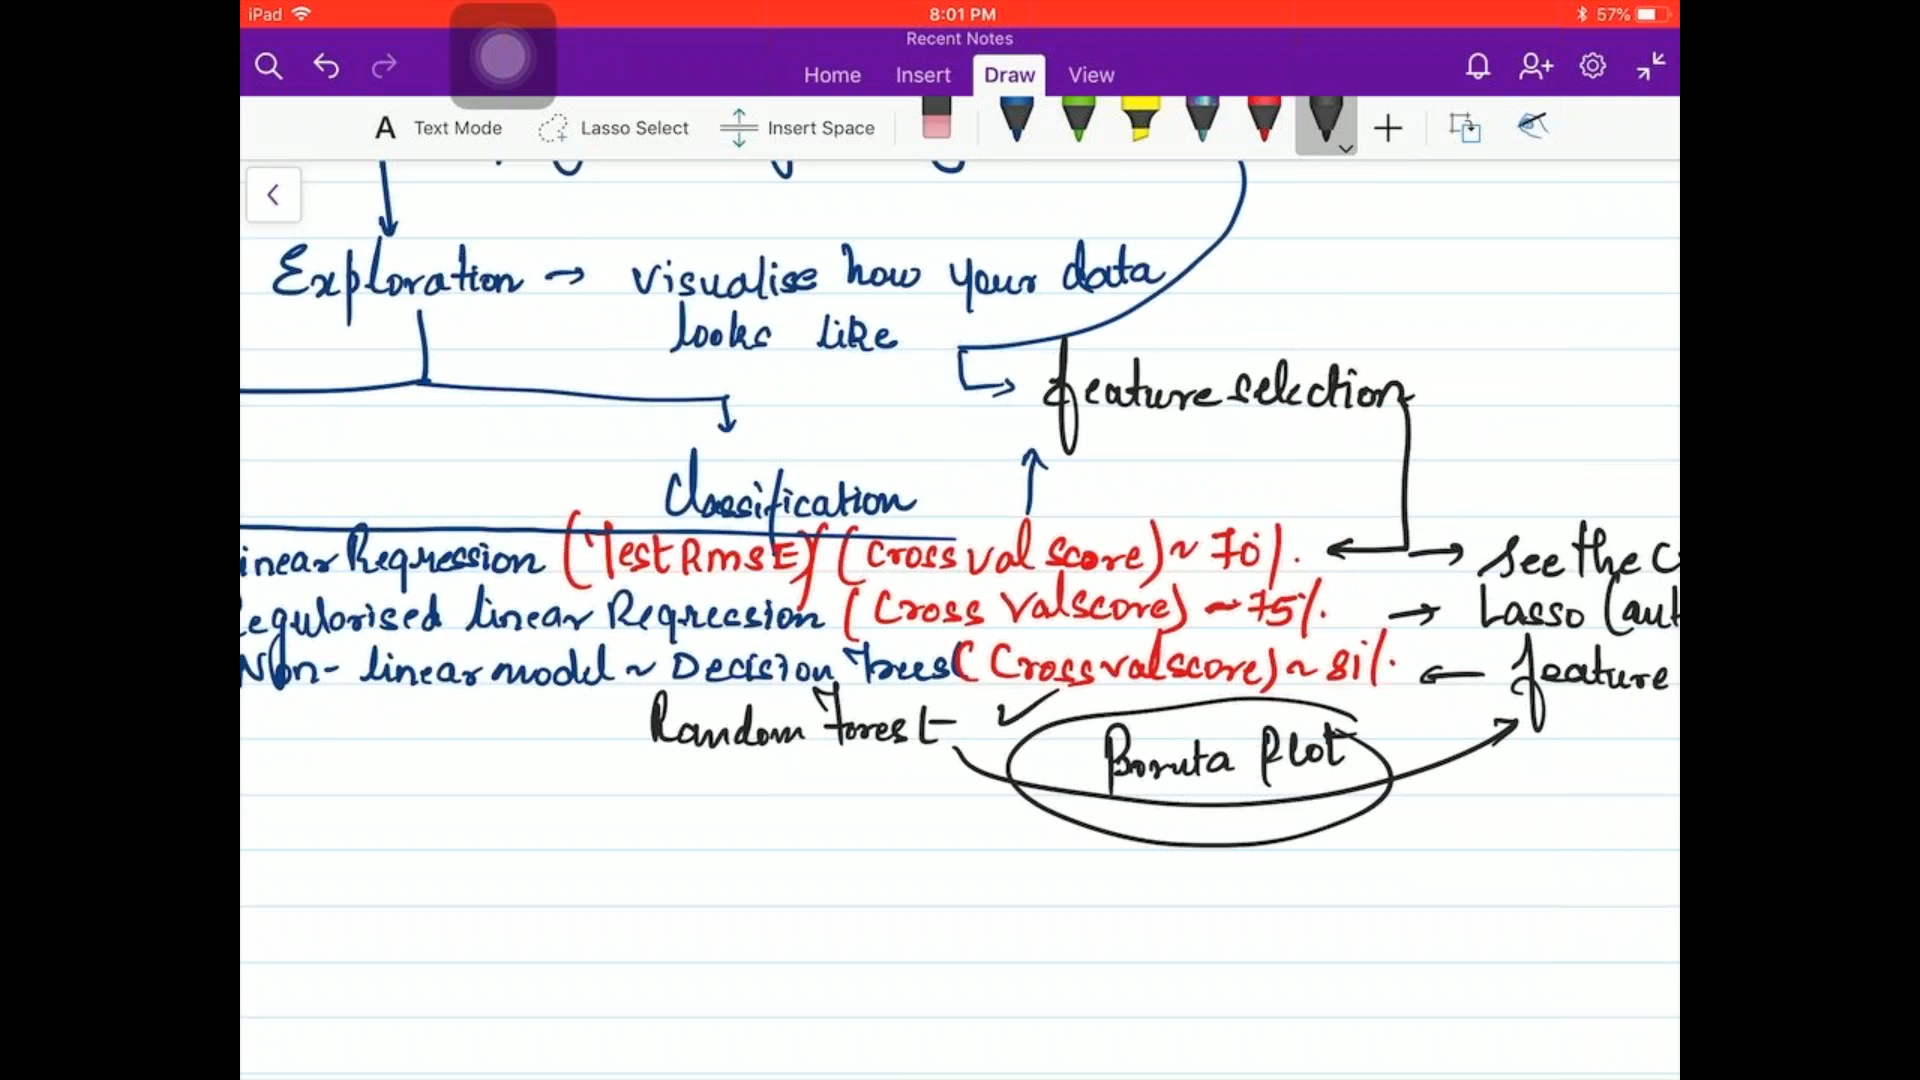 iPad 8:01 PM 57%
Recent Notes
Home Insert Draw View
A Text Mode Lasso Select Insert Space
Exploration → visualise how your data
looks like
feature selection
Classification
inear Regression (Test RmsE) (Cross val score) ~ 70%. ← → See the C
egularised linear Regression (Cross Valscore) ~ 75%. → Lasso (aut
Non-linear model ~ Decision Trees (Crossvalscore) ~ 81%. ← feature
Random Forest
Boruta Plot